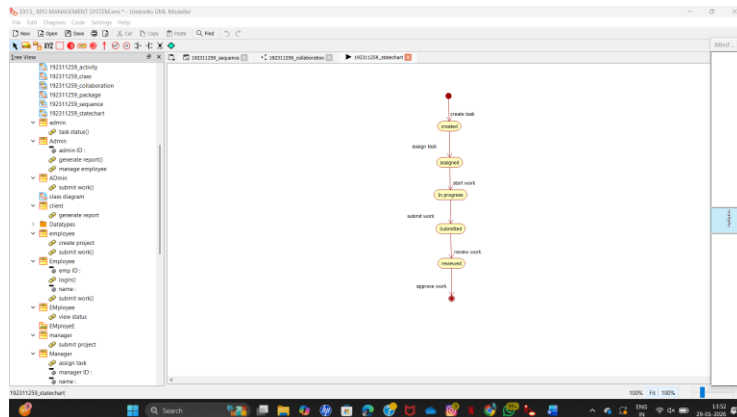 EX13_ BPO-MANAGEMENT SYSTEM.xmi * - Umbrello UML Modeller
File Edit Diagram Code Settings Help
New Open Save Cut Copy Paste Find
XYZ
Tree View
192311259_sequence 192311259_collaboration 192311259_statechart
192311259_activity
192311259_class
192311259_collaboration
192311259_package
192311259_sequence
192311259_statechart
admin
task status()
Admin
admin ID :
generate report()
manage employee
ADmin
submit work()
class diagram
client
generate report
Datatypes
employee
create project
submit work()
Employee
emp ID :
login()
name :
submit work()
EMployee
view status
EMployeE
manager
submit project
Manager
assign task
manager ID :
name :
create task
created
assign task
assigned
start work
In progress
submit work
Submitted
review work
reviewed
approve work
192311259_statechart
100% Fit 100%
Search
ENG
IN
13:52
29-01-2026